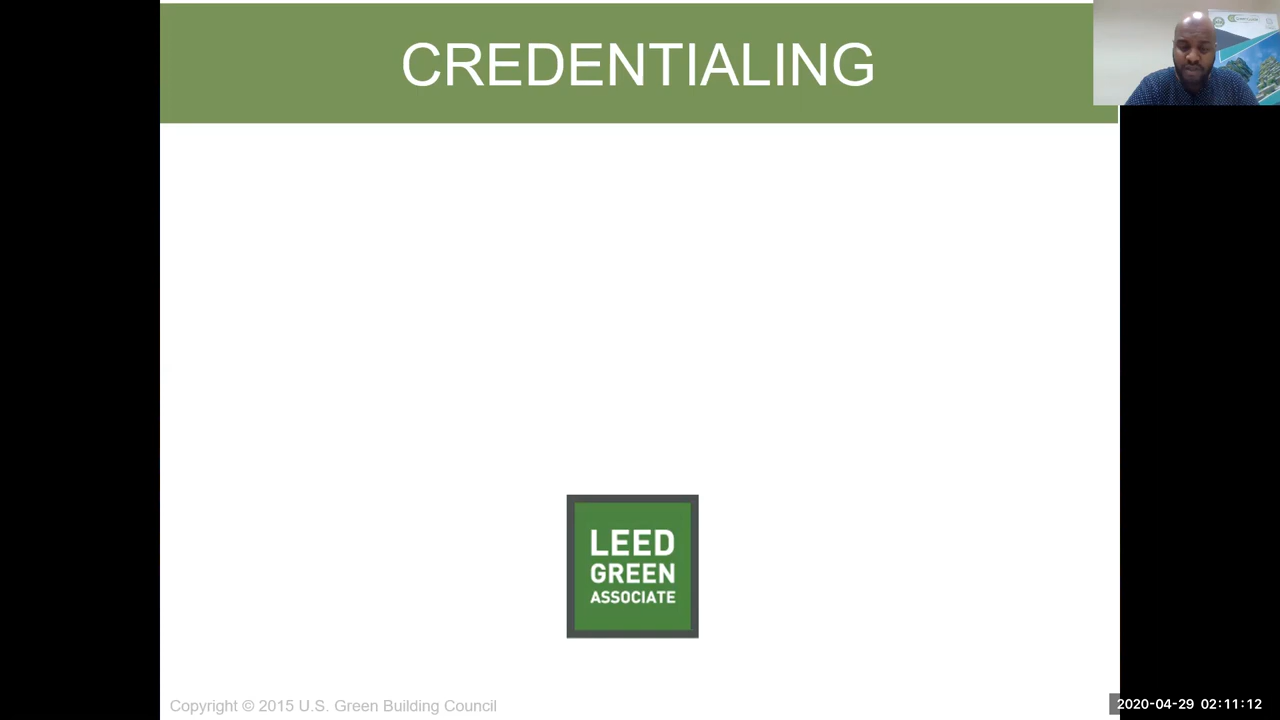 CREDENTIALING
LEED
GREEN
ASSOCIATE
Copyright © 2015 U.S. Green Building Council
2020-04-29 02:11:12